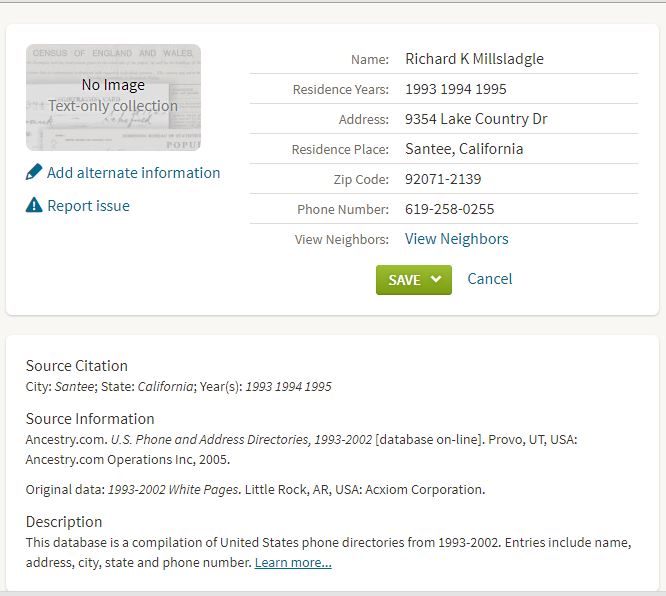 CENSUS OF ENGLAND AND WALES,
No Image
Text-only collection
POPU
Add alternate information
Report issue
Name: Richard K Millsladgle
Residence Years: 1993 1994 1995
Address: 9354 Lake Country Dr
Residence Place: Santee, California
Zip Code: 92071-2139
Phone Number: 619-258-0255
View Neighbors: View Neighbors
SAVE
Cancel
Source Citation
City: Santee; State: California; Year(s): 1993 1994 1995
Source Information
Ancestry.com. U.S. Phone and Address Directories, 1993-2002 [database on-line]. Provo, UT, USA:
Ancestry.com Operations Inc, 2005.
Original data: 1993-2002 White Pages. Little Rock, AR, USA: Acxiom Corporation.
Description
This database is a compilation of United States phone directories from 1993-2002. Entries include name,
address, city, state and phone number. Learn more...